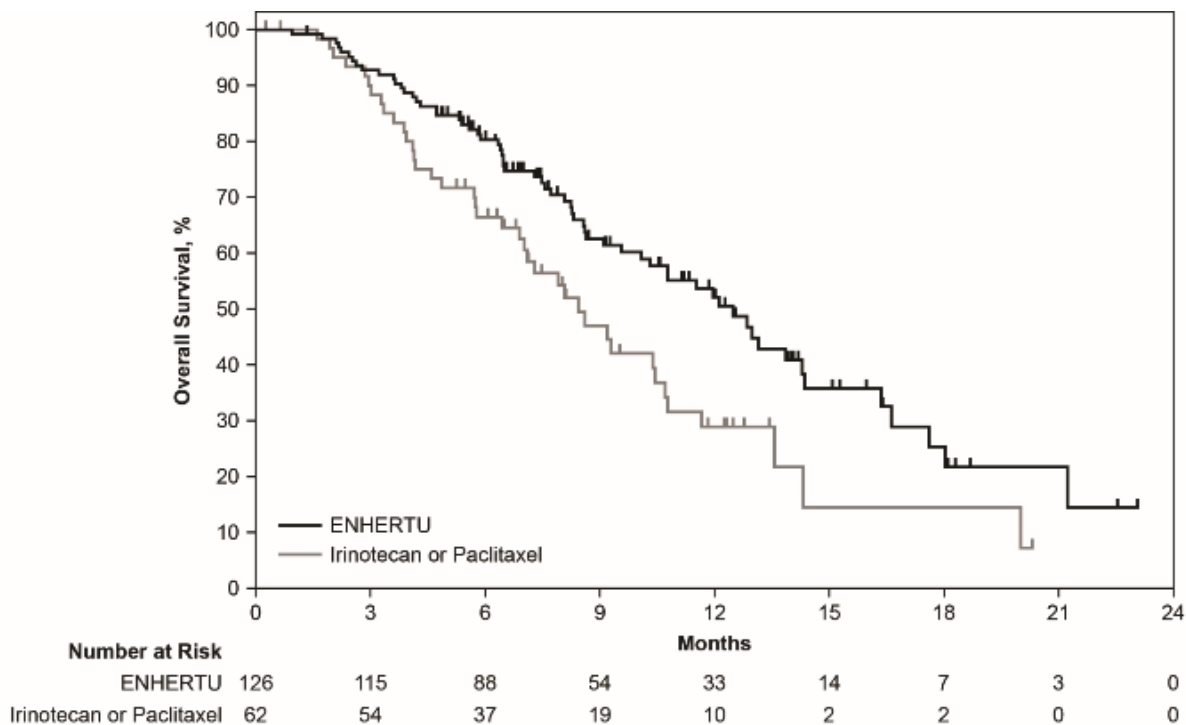 100
90
80
70
60
50
40
30
20
10
0
Overall Survival, %
ENHERTU
Irinotecan or Paclitaxel
0 3 6 9 12 15 18 21 24
Months
Number at Risk
ENHERTU 126 115 88 54 33 14 7 3 0
Irinotecan or Paclitaxel 62 54 37 19 10 2 2 0 0